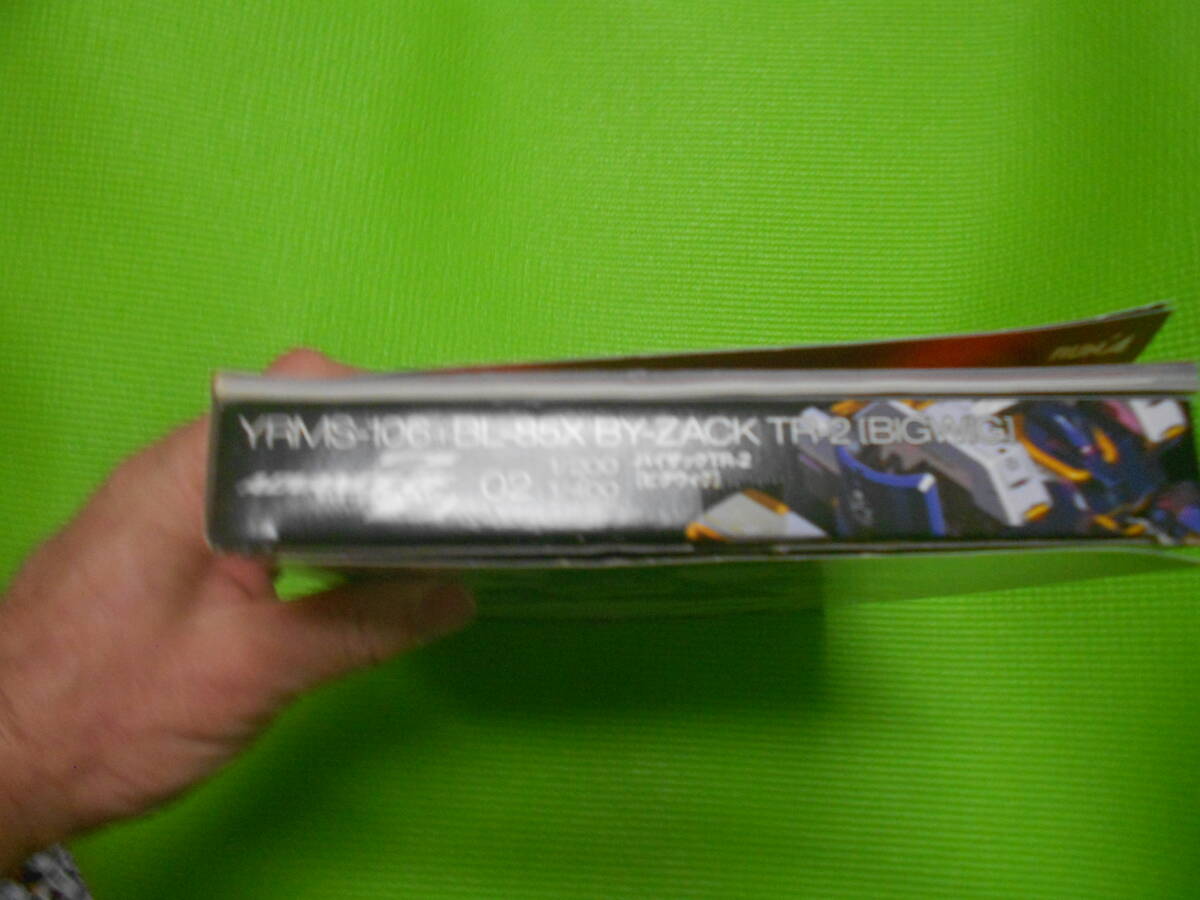 YRMS-106+BL-85X BY-ZACK TR-2 [BIGWIG]
02 1:200 ハイザックTR-2
1:400 [ビグウィグ]